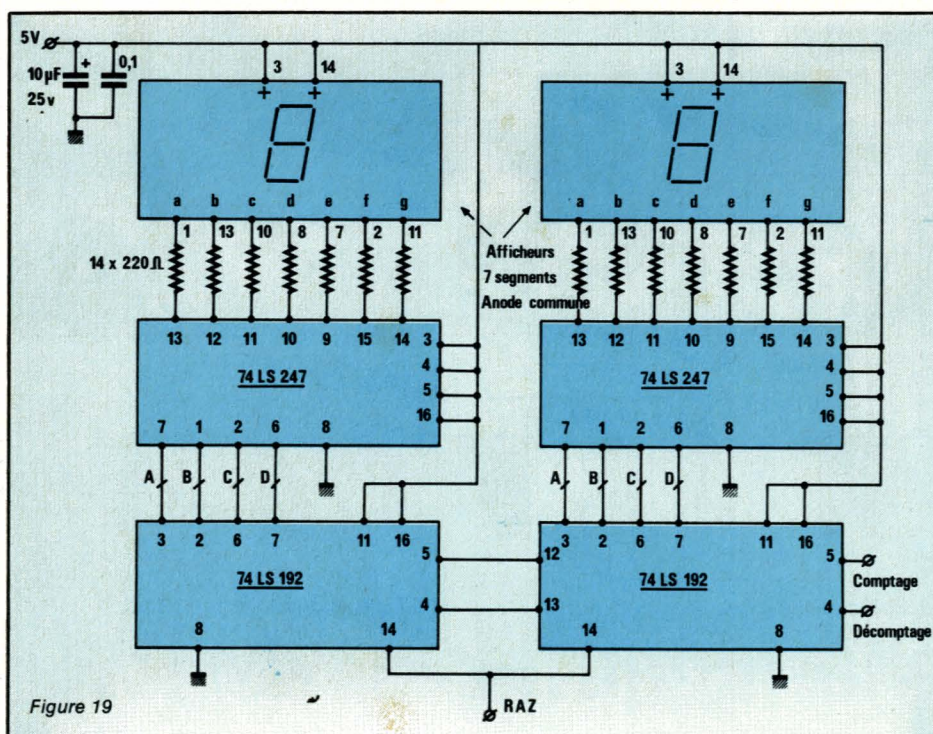 5V
3 14 3 14
+ 0,1
10 µF
25 v
+ + + +
a b c d e f g a b c d e f g
1 13 10 8 7 2 11 1 13 10 8 7 2 11
14 x 220 Ω
Afficheurs
7 segments
Anode commune
13 12 11 10 9 15 14 3 13 12 11 10 9 15 14 3
4 4
74 LS 247 74 LS 247
5 5
16 16
7 1 2 6 8 7 1 2 6 8
A B C D A B C D
3 2 6 7 11 16 3 2 6 7 11 16
5 12 5
74 LS 192 74 LS 192 Comptage
4 13 4
Décomptage
8 14 14 8
Figure 19
RAZ